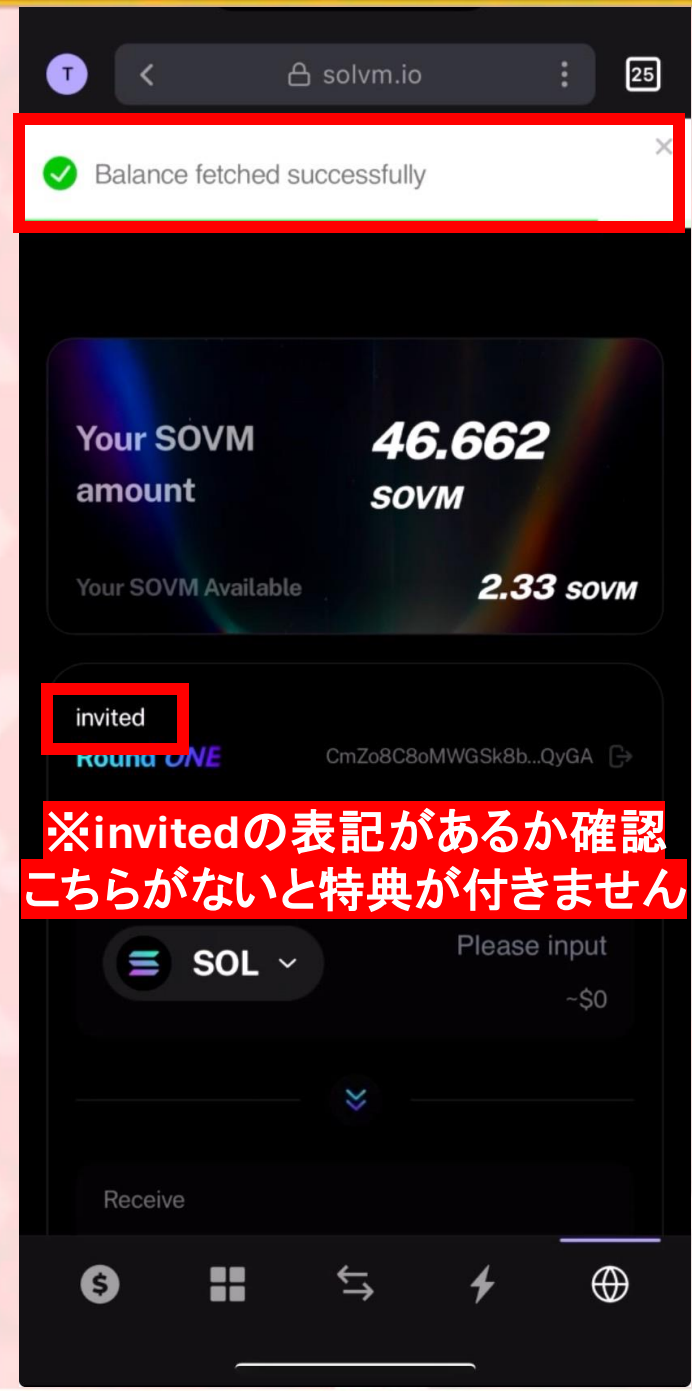 T
solvm.io
25
Balance fetched successfully
Your SOVM
amount
46.662
SOVM
Your SOVM Available
2.33 SOVM
invited
Round ONE
CmZo8C8oMWGSk8b...QyGA
※invitedの表記があるか確認
こちらがないと特典が付きません
SOL
Please input
~$0
Receive